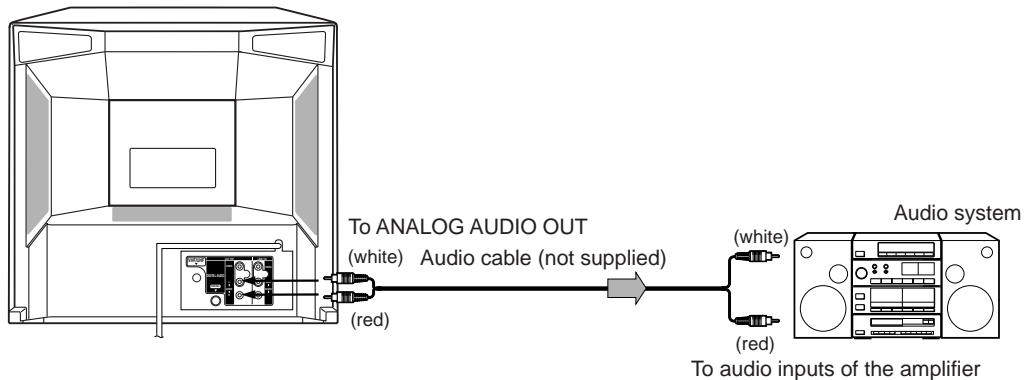 To ANALOG AUDIO OUT
(white)
Audio cable (not supplied)
(red)
Audio system
(white)
(red)
To audio inputs of the amplifier